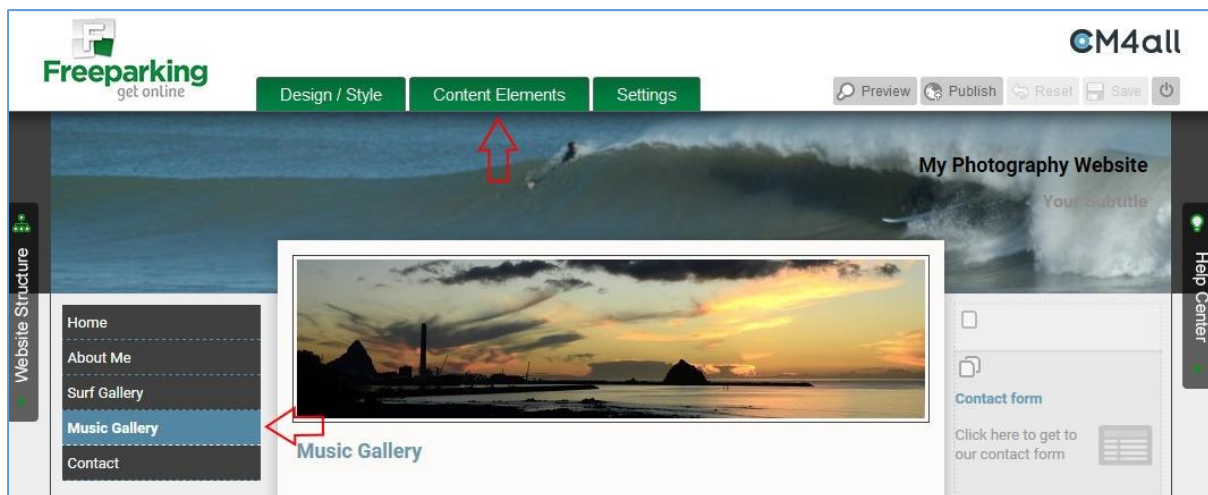 F
Freeparking
get online
CM4all
Design / Style
Content Elements
Settings
Preview
Publish
Reset
Save
My Photography Website
Your Subtitle
Website Structure
Help Center
Home
About Me
Surf Gallery
Music Gallery
Contact
Music Gallery
Contact form
Click here to get to
our contact form